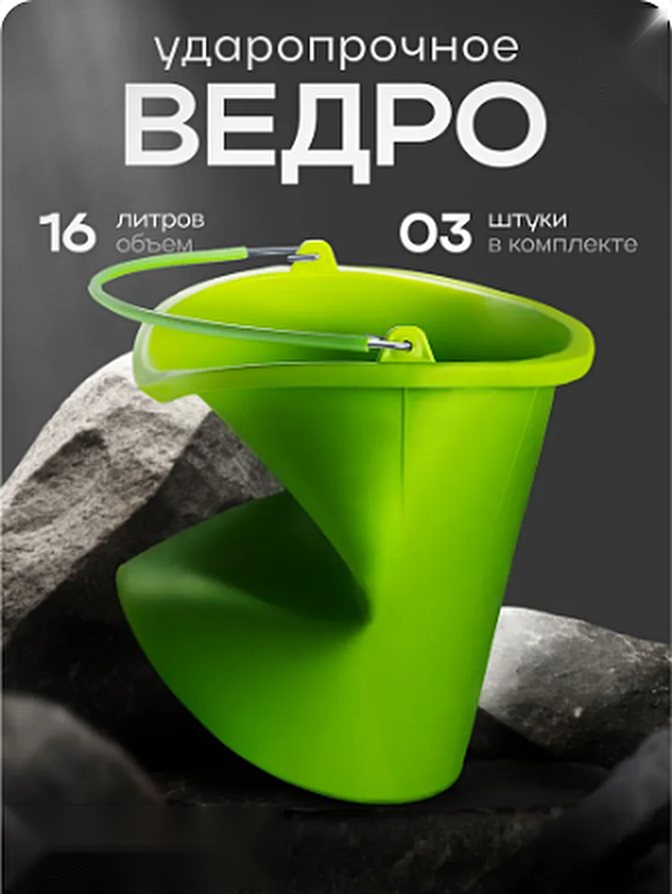 ударопрочное
ВЕДРО
16 литров
объем
03 штуки
в комплекте